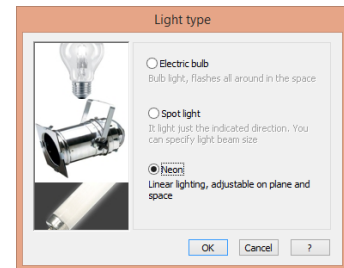 Light type
Electric bulb
Bulb light, flashes all around in the space
Spot light
It light just the indicated direction. You
can specify light beam size
Neon
Linear lighting, adjustable on plane and
space
OK Cancel ?